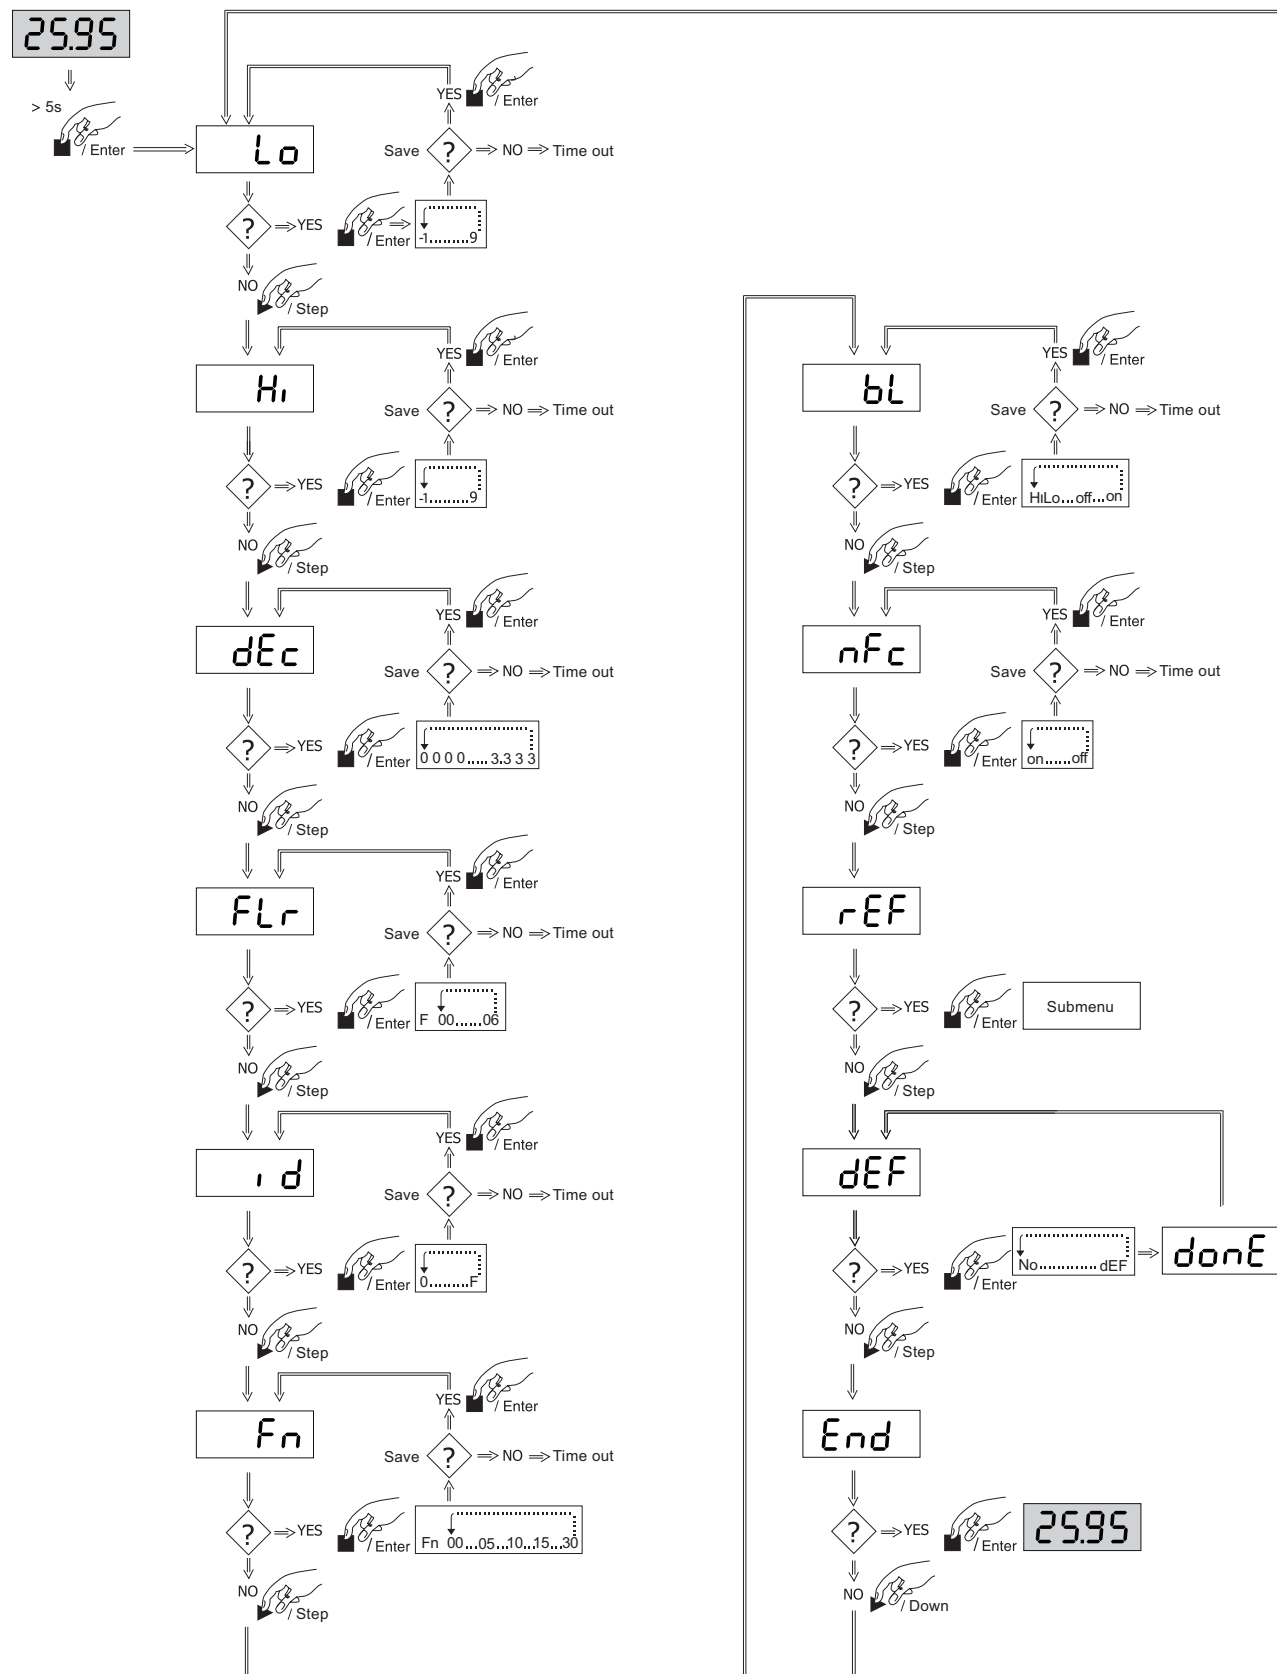 25.95
> 5s
/ Enter
Lo
? YES / Enter -1.........9
Save ? NO Time out
YES / Enter
NO
/ Step
Hı
? YES / Enter -1.........9
Save ? NO Time out
YES / Enter
NO
/ Step
dEc
? YES / Enter 0 0 0 0 ..... 3.3 3 3
Save ? NO Time out
YES / Enter
NO
/ Step
FLr
? YES / Enter F 00......06
Save ? NO Time out
YES / Enter
NO
/ Step
ıd
? YES / Enter 0.........F
Save ? NO Time out
YES / Enter
NO
/ Step
Fn
? YES / Enter Fn 00...05...10...15...30
Save ? NO Time out
YES / Enter
NO
/ Step
bL
? YES / Enter HıLo...off...on
Save ? NO Time out
YES / Enter
NO
/ Step
nFc
? YES / Enter on......off
Save ? NO Time out
YES / Enter
NO
/ Step
rEF
? YES / Enter Submenu
NO
/ Step
dEF
? YES / Enter No............dEF donE
NO
/ Step
End
? YES / Enter 25.95
NO
/ Down